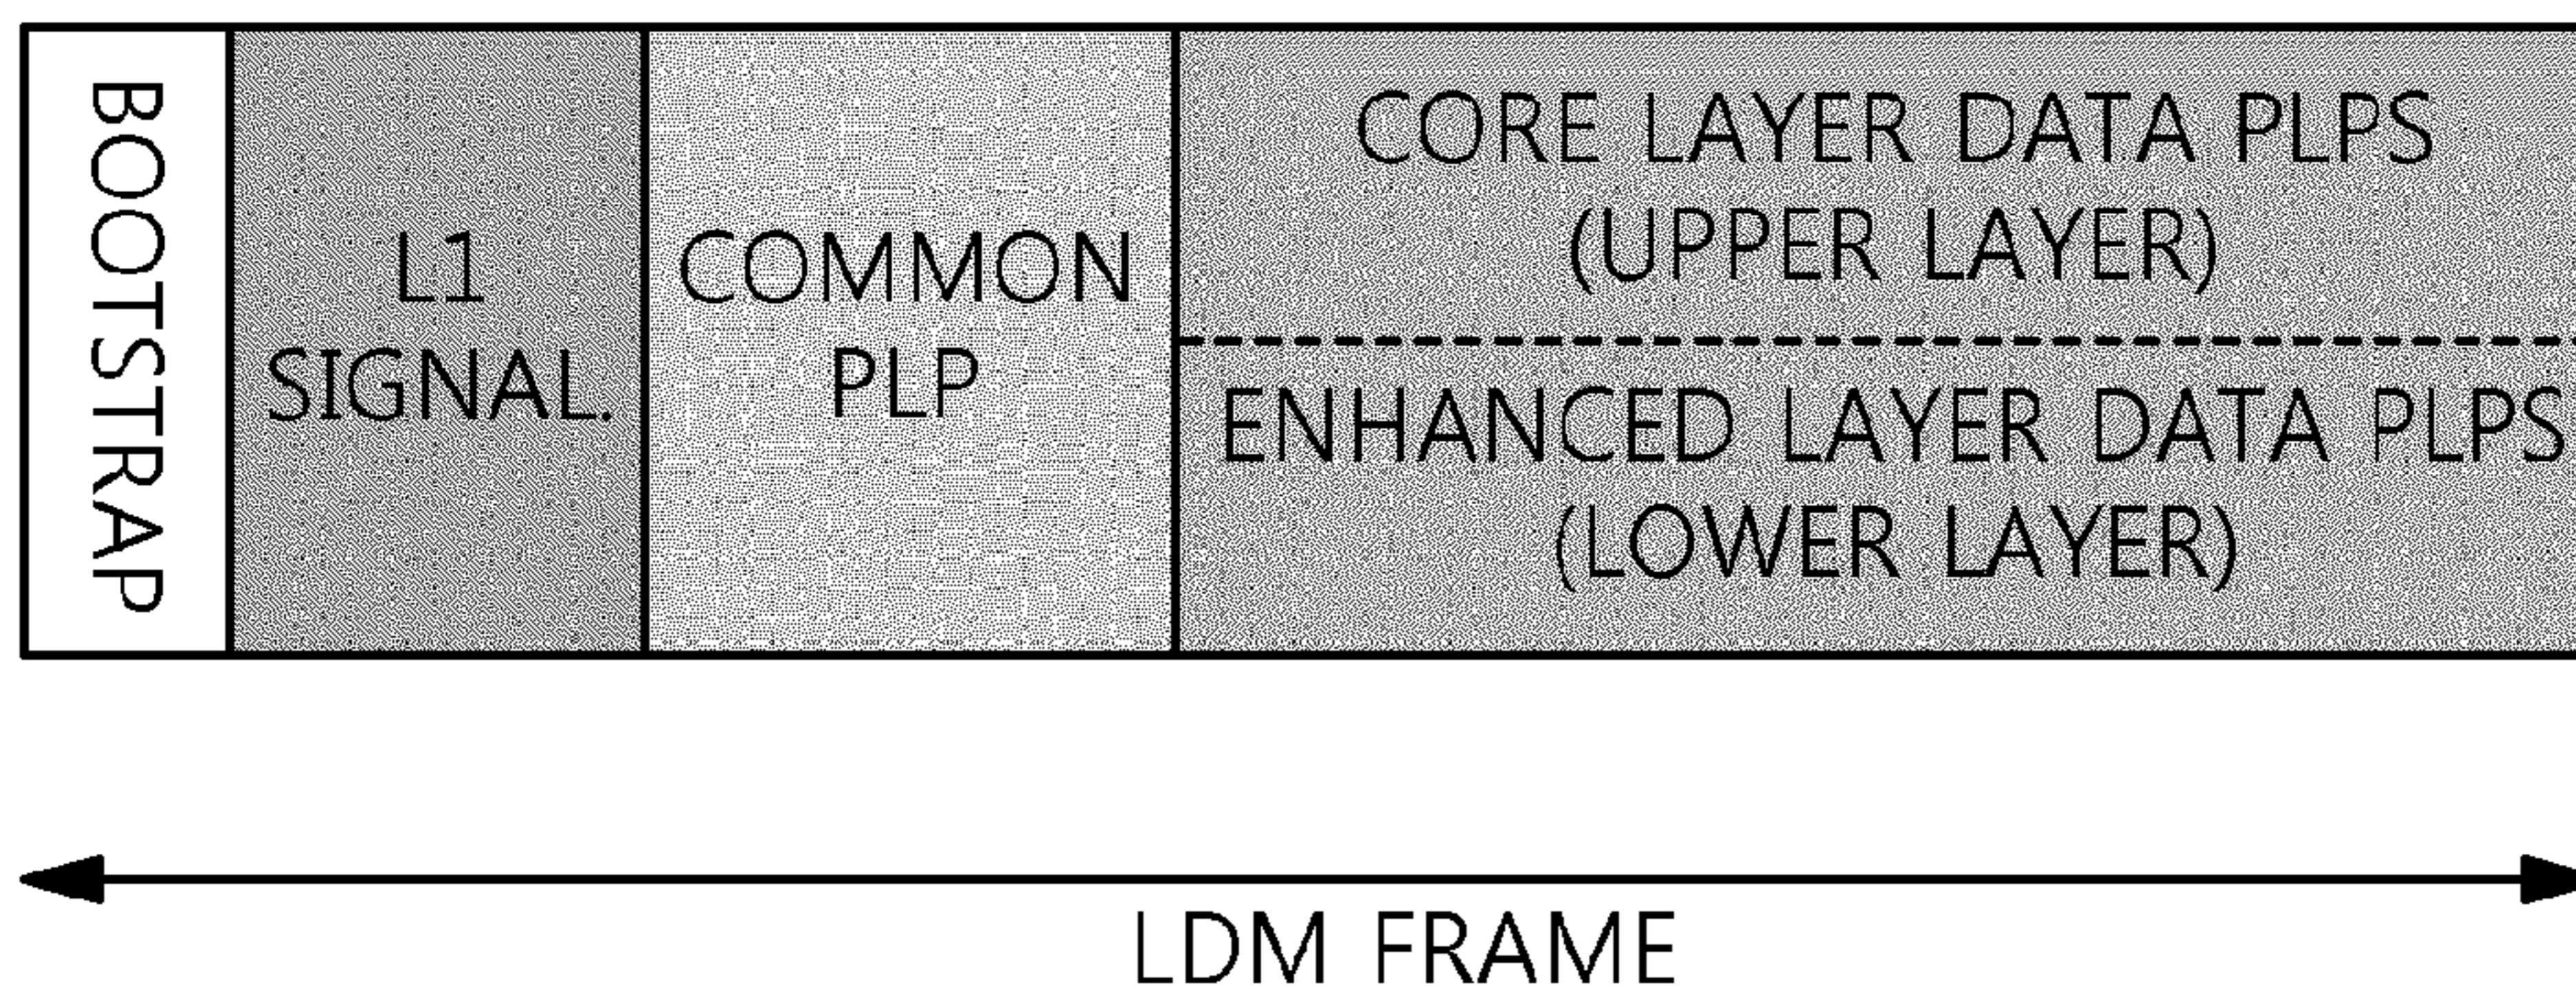 BOOTSTRAP
L1
SIGNAL.
COMMON
PLP
CORE LAYER DATA PLPS
(UPPER LAYER)
ENHANCED LAYER DATA PLPS
(LOWER LAYER)
LDM FRAME